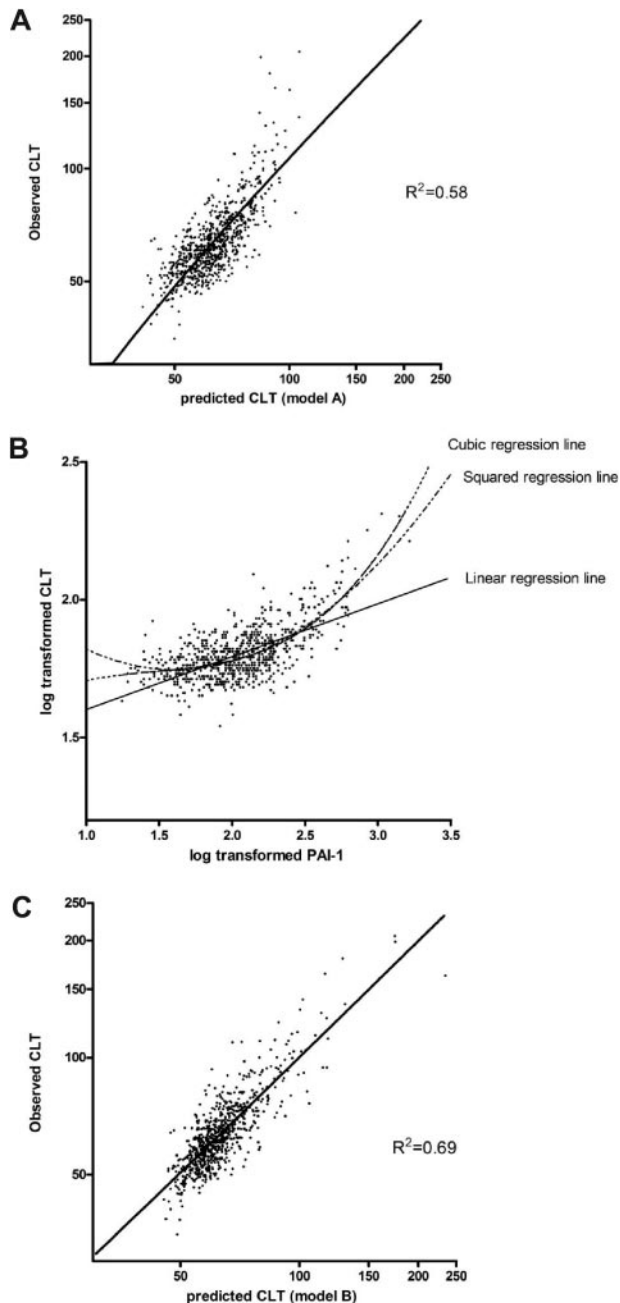 A
250
200
150
100
50
Observed CLT
R²=0.58
50 100 150 200 250
predicted CLT (model A)
B
Cubic regression line
2.5
Squared regression line
2.0
Linear regression line
log transformed CLT
1.5
1.0 1.5 2.0 2.5 3.0 3.5
log transformed PAI-1
C
250
200
150
100
50
Observed CLT
R²=0.69
50 100 150 200 250
predicted CLT (model B)